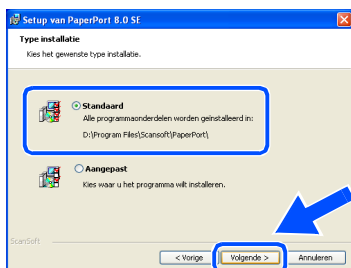 Setup van PaperPort 8.0 SE
Type installatie
Kies het gewenste type installatie.
Standaard
Alle programmaonderdelen worden geïnstalleerd in:
D:\Program Files\Scansoft\PaperPort\
Aangepast
Kies waar u het programma wilt installeren.
ScanSoft
< Vorige
Volgende >
Annuleren